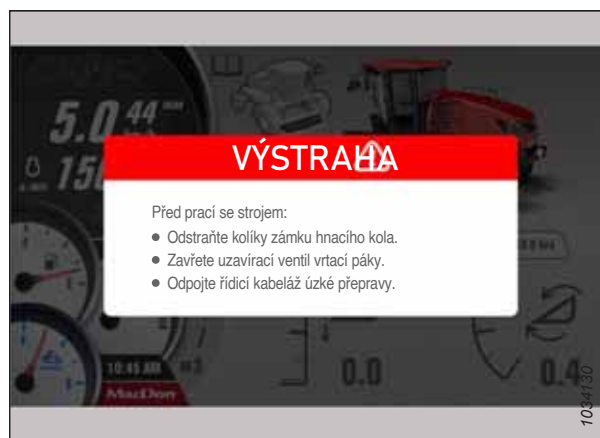 5.0 44
VÝSTRAHA
Před prací se strojem:
● Odstraňte kolíky zámku hnacího kola.
● Zavřete uzavírací ventil vrtací páky.
● Odpojte řídicí kabeláž úzké přepravy.
10:45 AM
MacDon
0.0
0.4
1034130